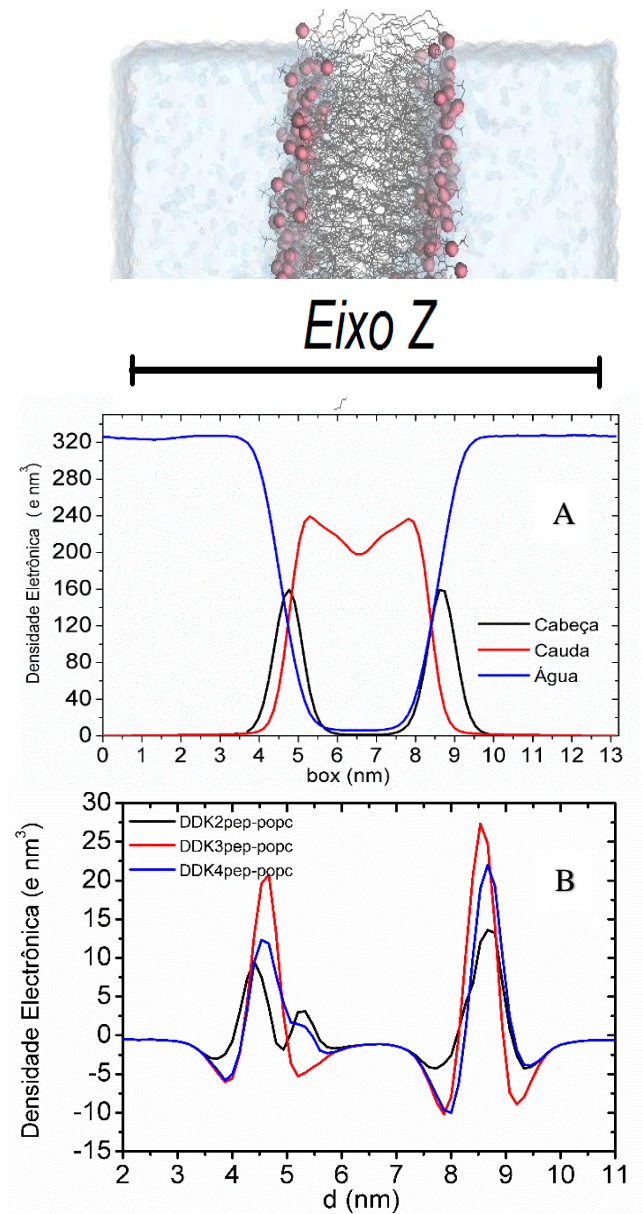 Eixo Z
320
280
240
200
160
120
80
40
0
Densidade Eletrônica ( e nm³)
A
Cabeça
Cauda
Água
0 1 2 3 4 5 6 7 8 9 10 11 12 13
box (nm)
30
25
20
15
10
5
0
-5
-10
-15
Densidade Electrônica (e nm³)
DDK2pep-popc
DDK3pep-popc
DDK4pep-popc
B
2 3 4 5 6 7 8 9 10 11
d (nm)